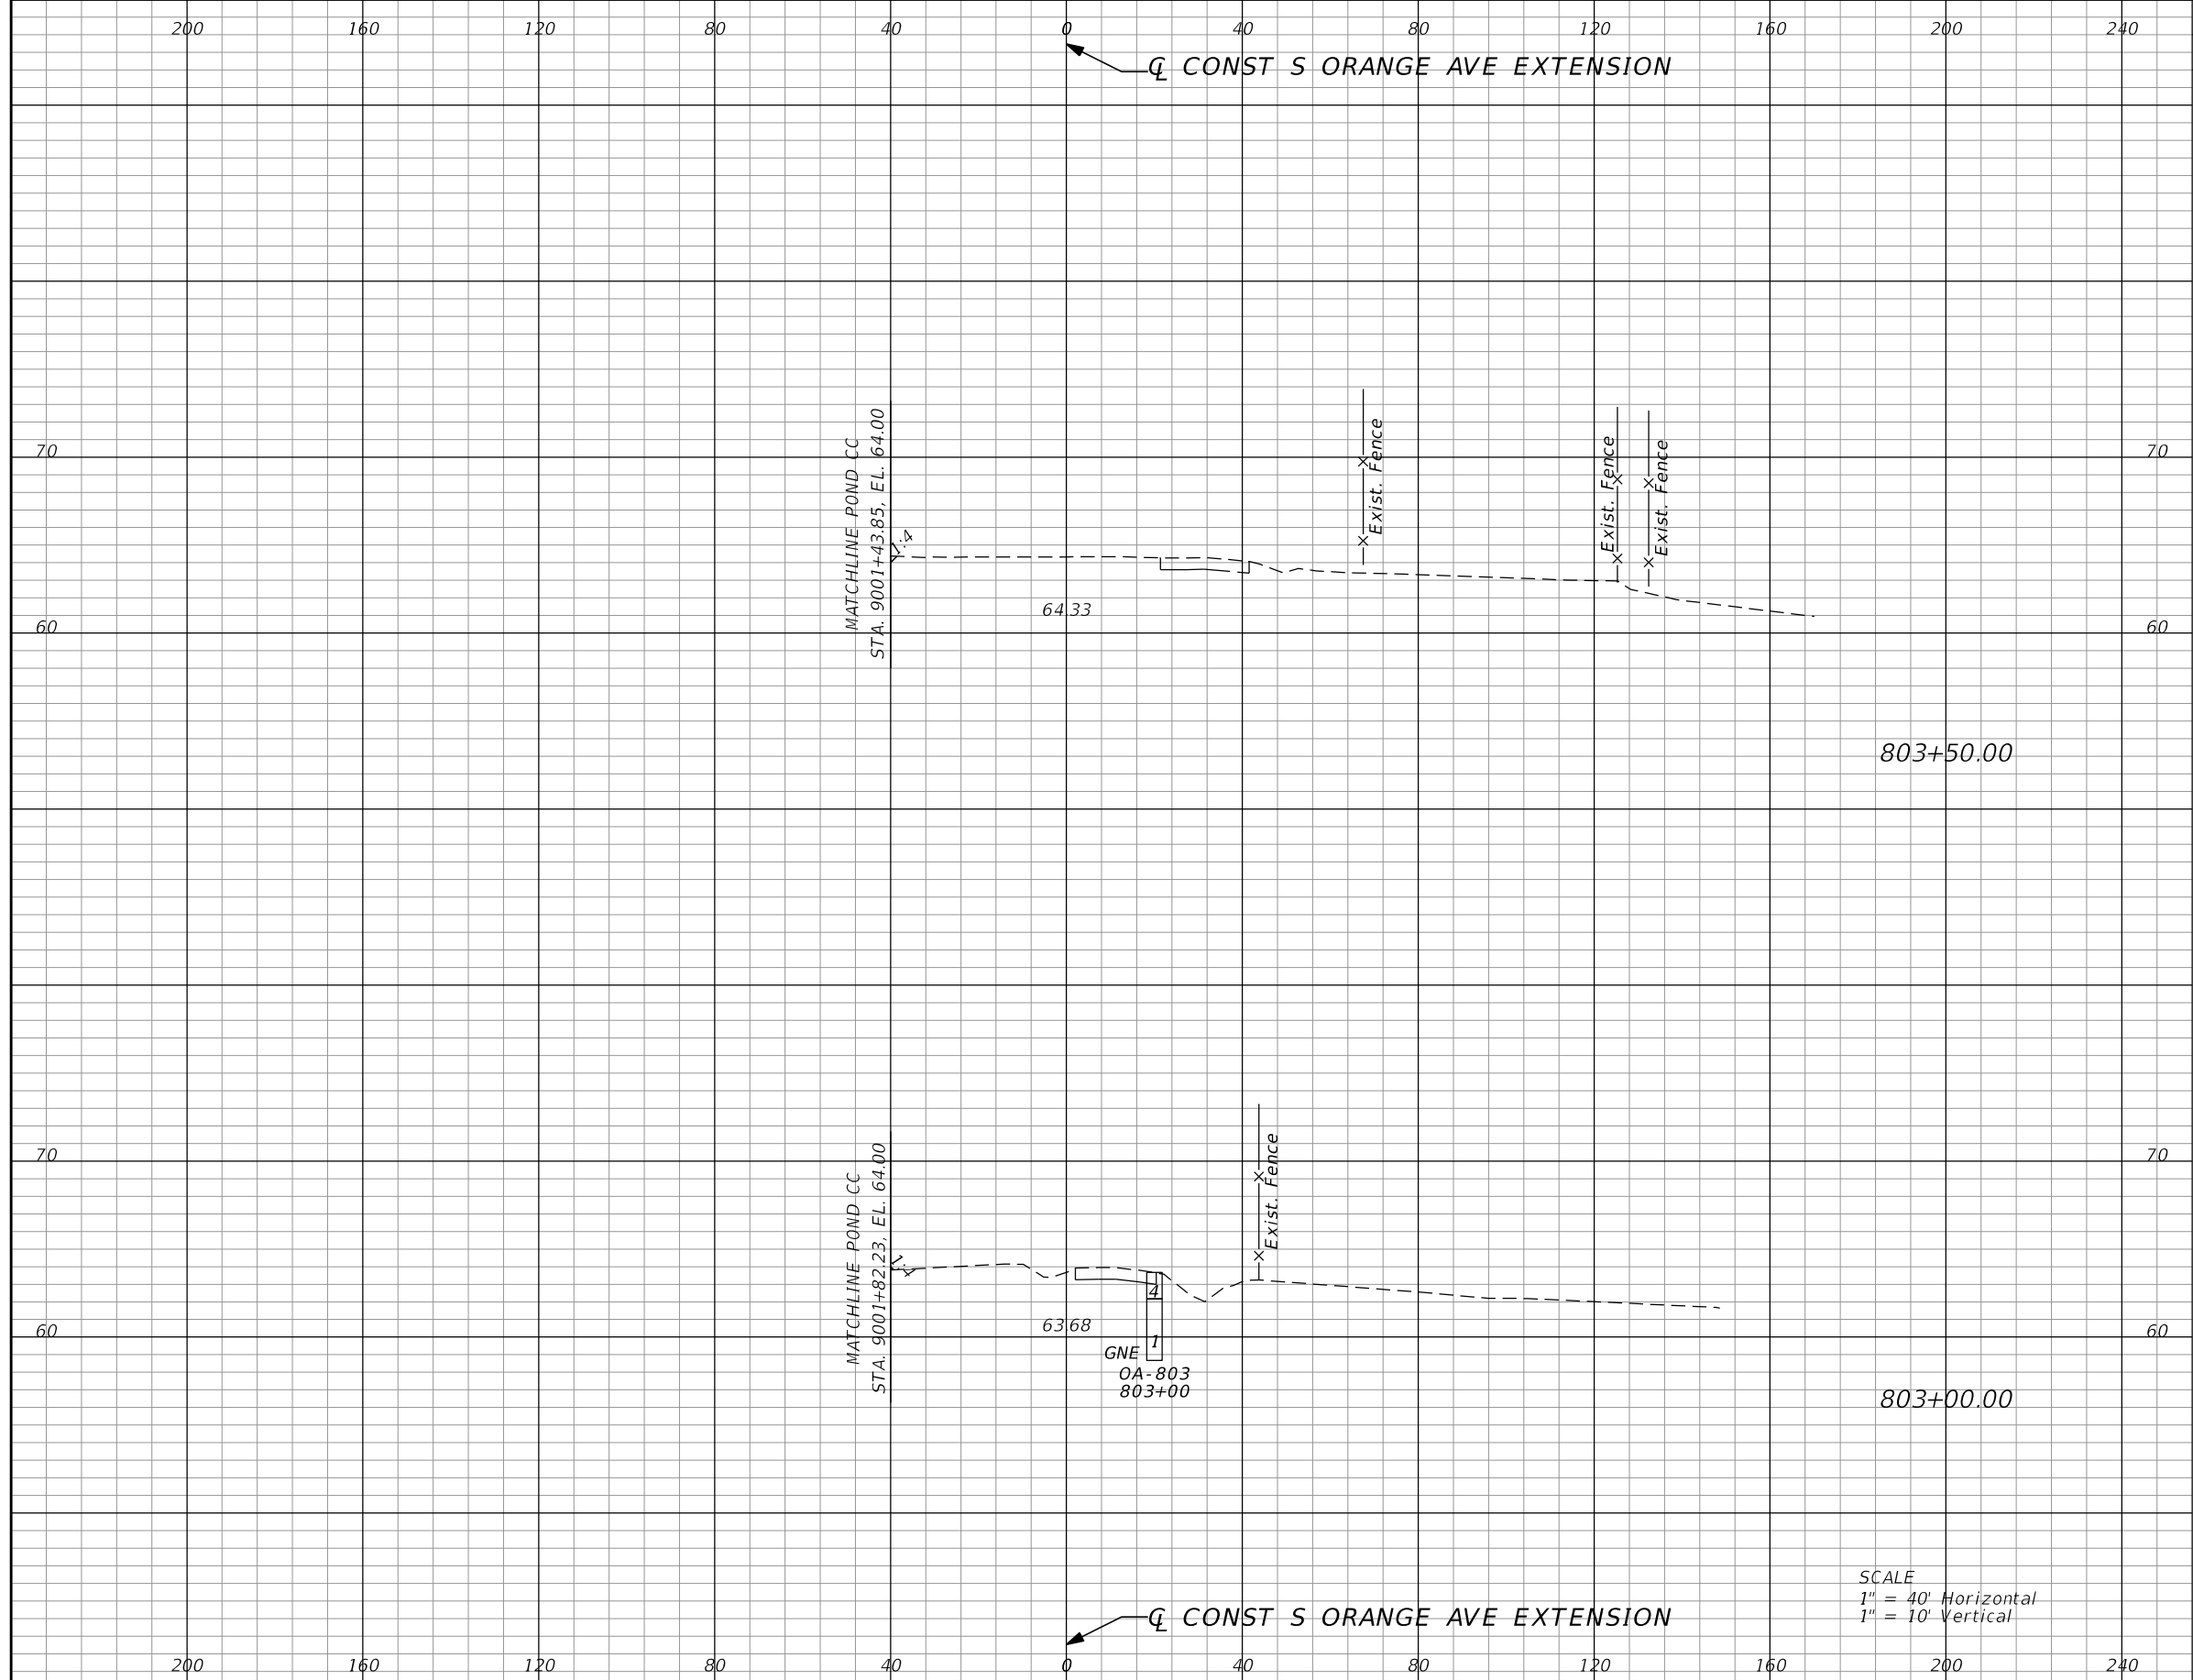 200 160 120 80 40 0 40 80 120 160 200 240
℄ CONST S ORANGE AVE EXTENSION
MATCHLINE POND CC
STA. 9001+43.85, EL. 64.00
1:4
Exist. Fence
Exist. Fence
Exist. Fence
70 70
64.33
60 60
803+50.00
MATCHLINE POND CC
STA. 9001+82.23, EL. 64.00
Exist. Fence
70 70
4
63.68
1
60 60
GNE
OA-803
803+00
803+00.00
SCALE
1" = 40' Horizontal
1" = 10' Vertical
℄ CONST S ORANGE AVE EXTENSION
200 160 120 80 40 0 40 80 120 160 200 240